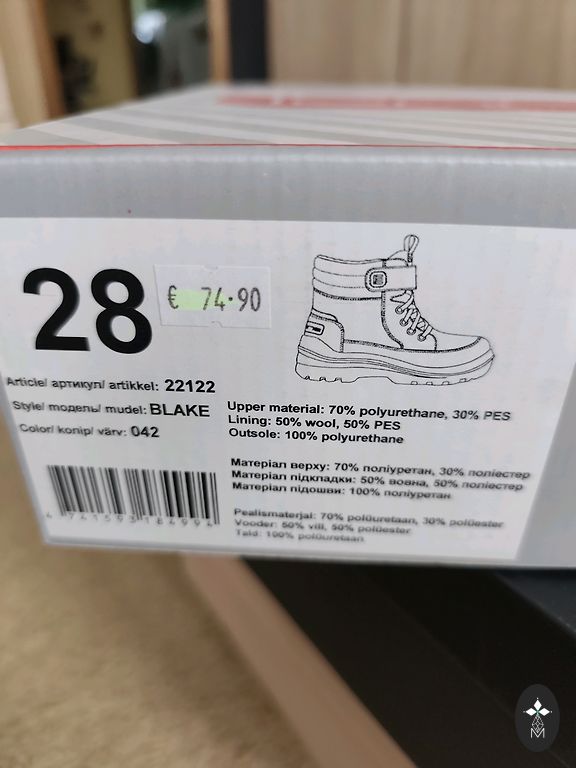 28
€ 74.90
Article/ артикул/ artikkel: 22122
Style/ модель/ mudel: BLAKE
Color/ колір/ värv: 042
Upper material: 70% polyurethane, 30% PES
Lining: 50% wool, 50% PES
Outsole: 100% polyurethane
Матеріал верху: 70% поліуретан, 30% поліестер
Матеріал підкладки: 50% вовна, 50% поліестер
Матеріал підошви: 100% поліуретан
Pealismaterjal: 70% polüuretaan, 30% polüester
Vooder: 50% vill, 50% polüester
Tald: 100% polüuretaan
4 741593 184994
M